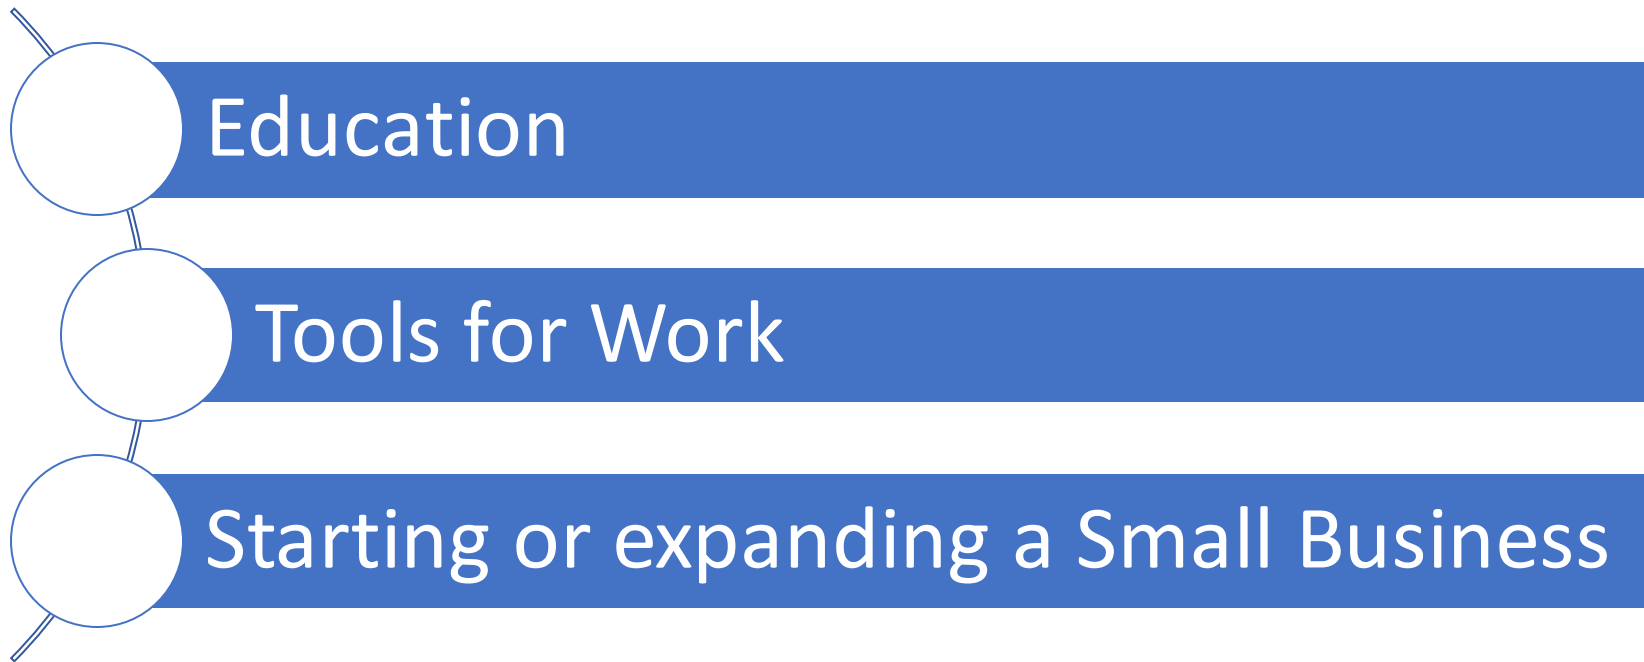 Education
Tools for Work
Starting or expanding a Small Business